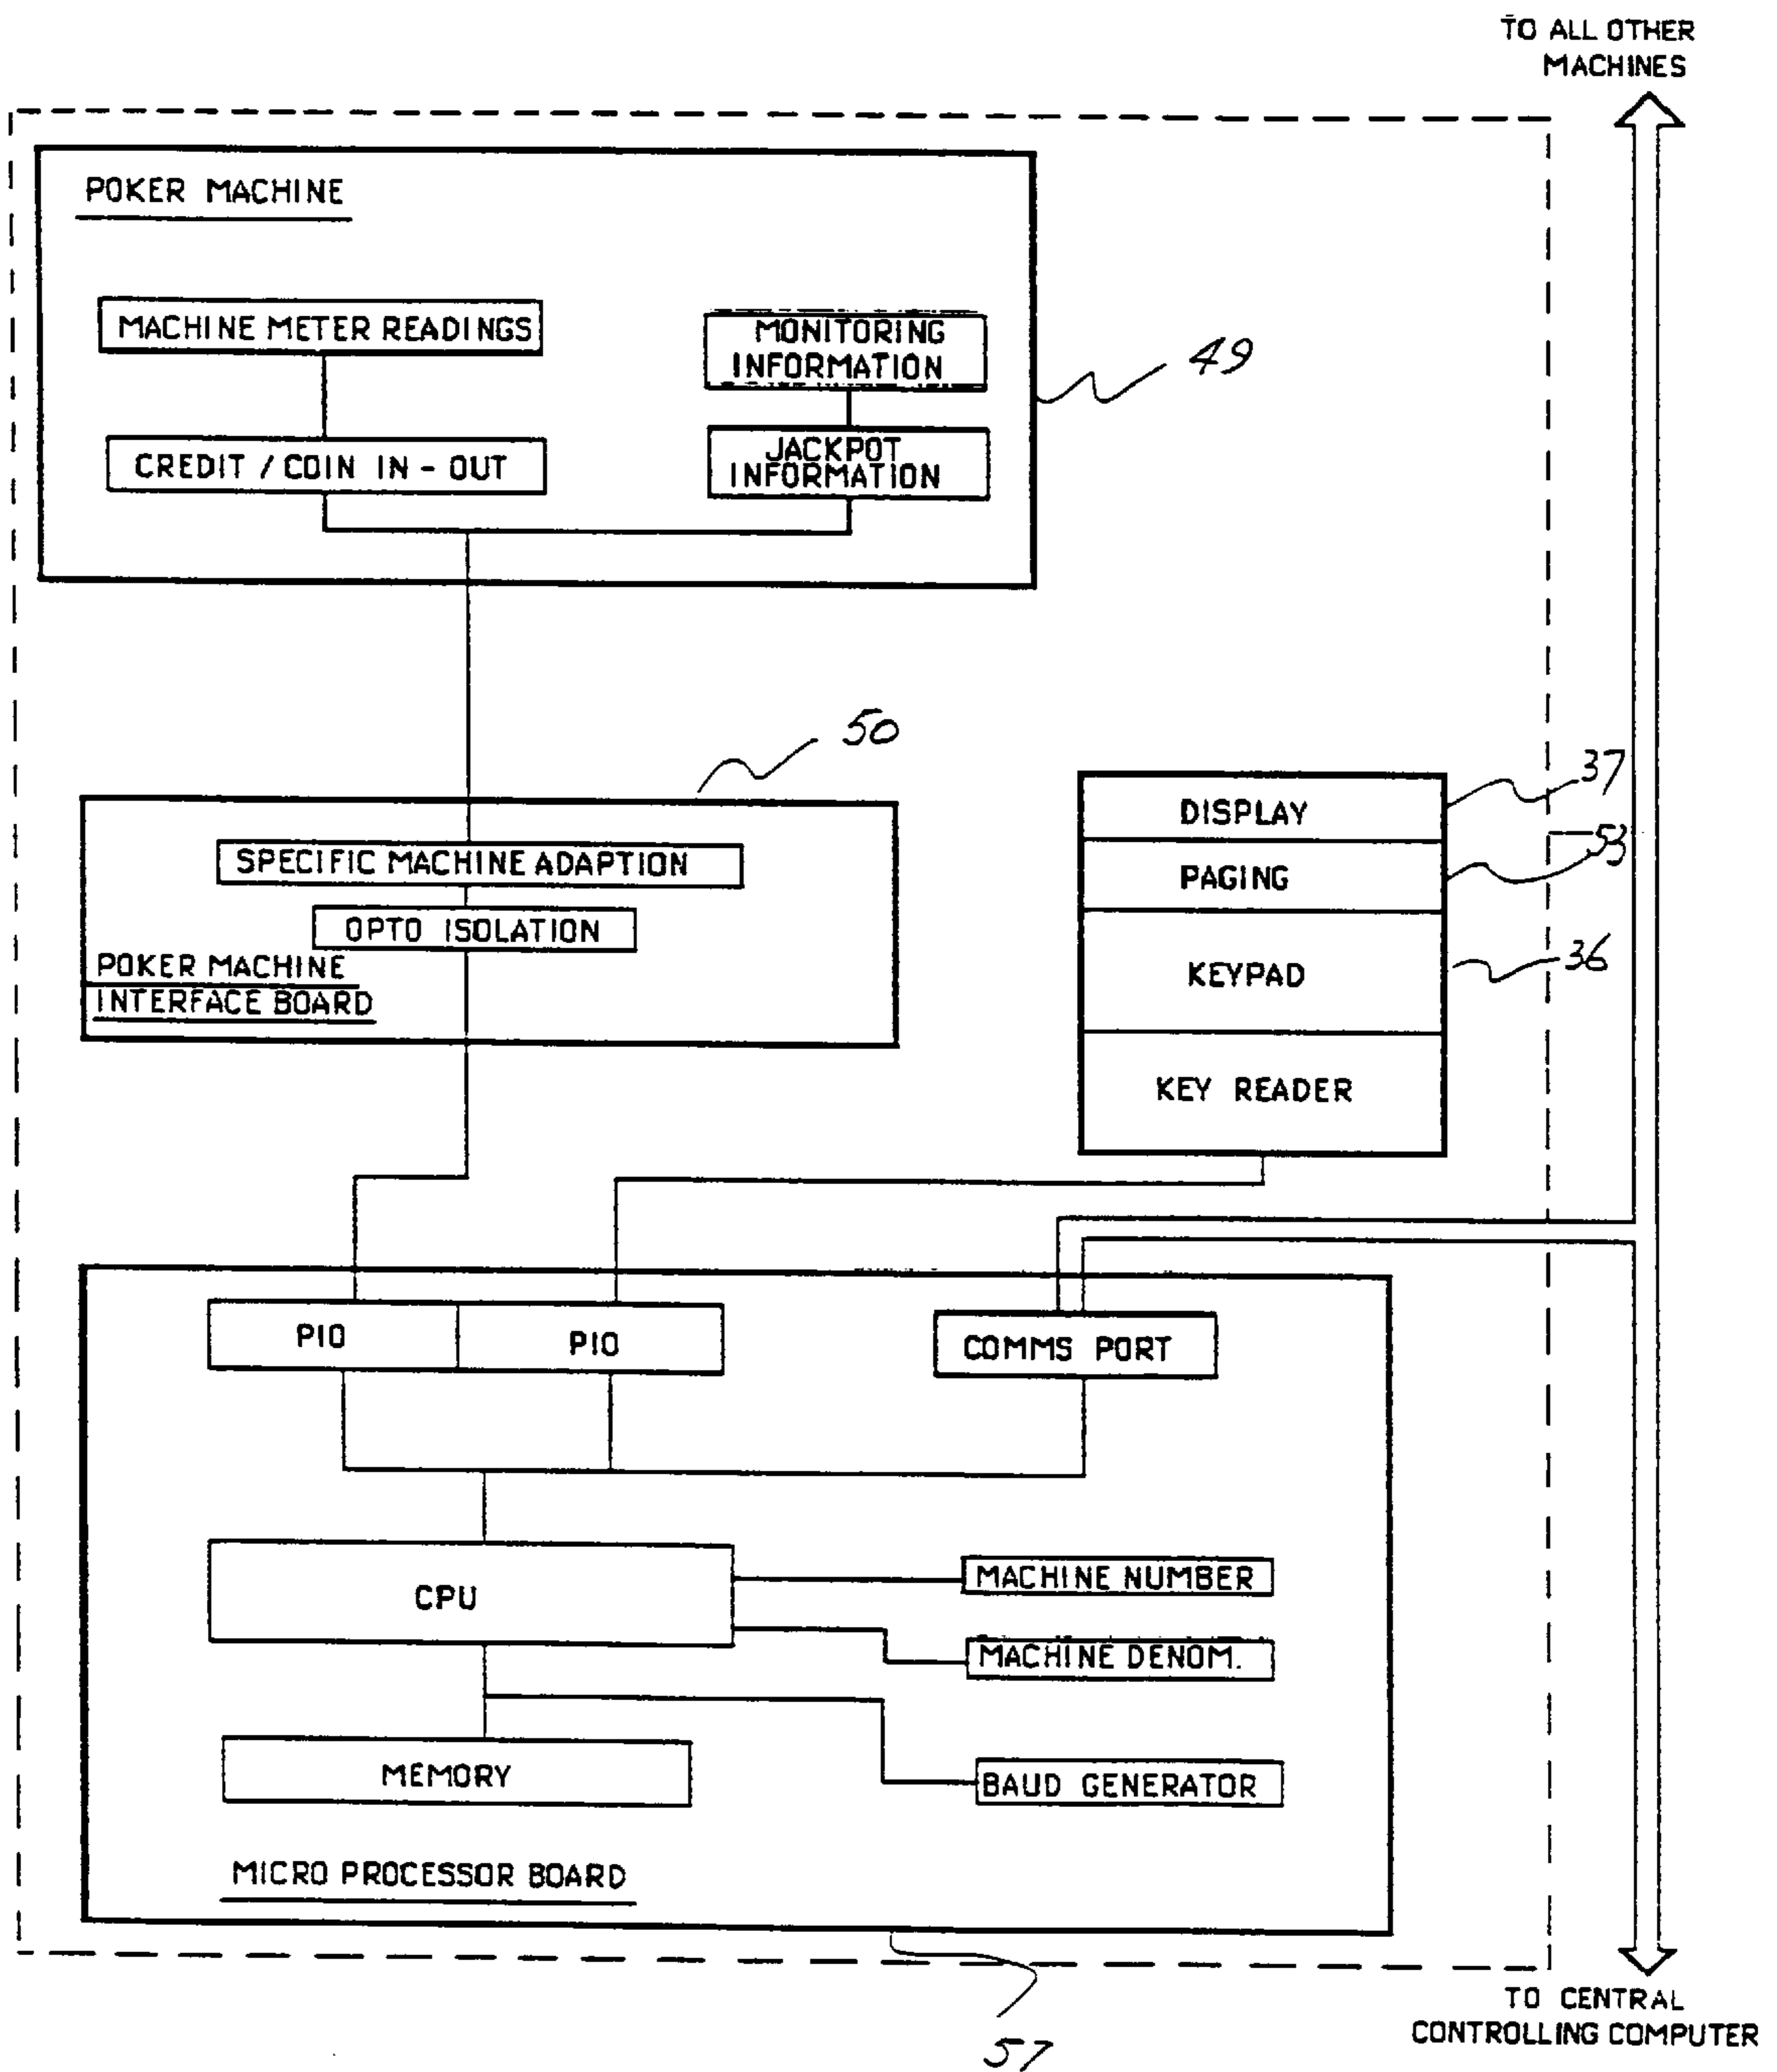 TO ALL OTHER
MACHINES
POKER MACHINE
MACHINE METER READINGS
MONITORING
INFORMATION
49
CREDIT / COIN IN - OUT
JACKPOT
INFORMATION
50
DISPLAY
37
PAGING
53
SPECIFIC MACHINE ADAPTION
OPTO ISOLATION
POKER MACHINE
INTERFACE BOARD
KEYPAD
36
KEY READER
PIO
PIO
COMMS PORT
CPU
MACHINE NUMBER
MACHINE DENOM.
MEMORY
BAUD GENERATOR
MICRO PROCESSOR BOARD
TO CENTRAL
CONTROLLING COMPUTER
57